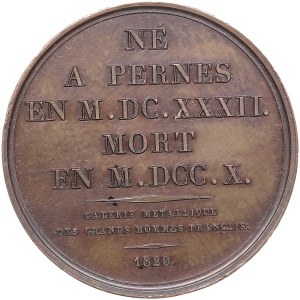 NÉ
A PERNES
EN M.DC.XXXII.
MORT
EN M.DCC.X.
GALERIE METALLIQUE
DES GRANDS HOMMES FRANÇAIS.
1820.